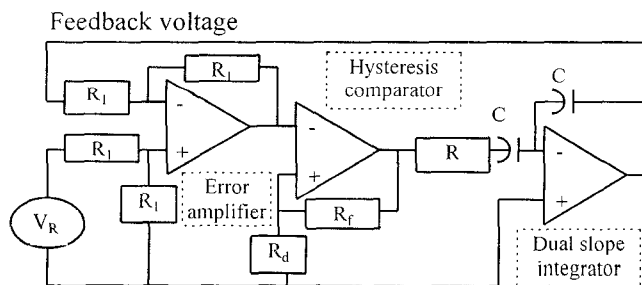 Feedback voltage
R1
R1
-
+
R1
R1
VR
Error
amplifier
Hysteresis
comparator
-
+
Rf
Rd
R
C
C
-
+
Dual slope
integrator